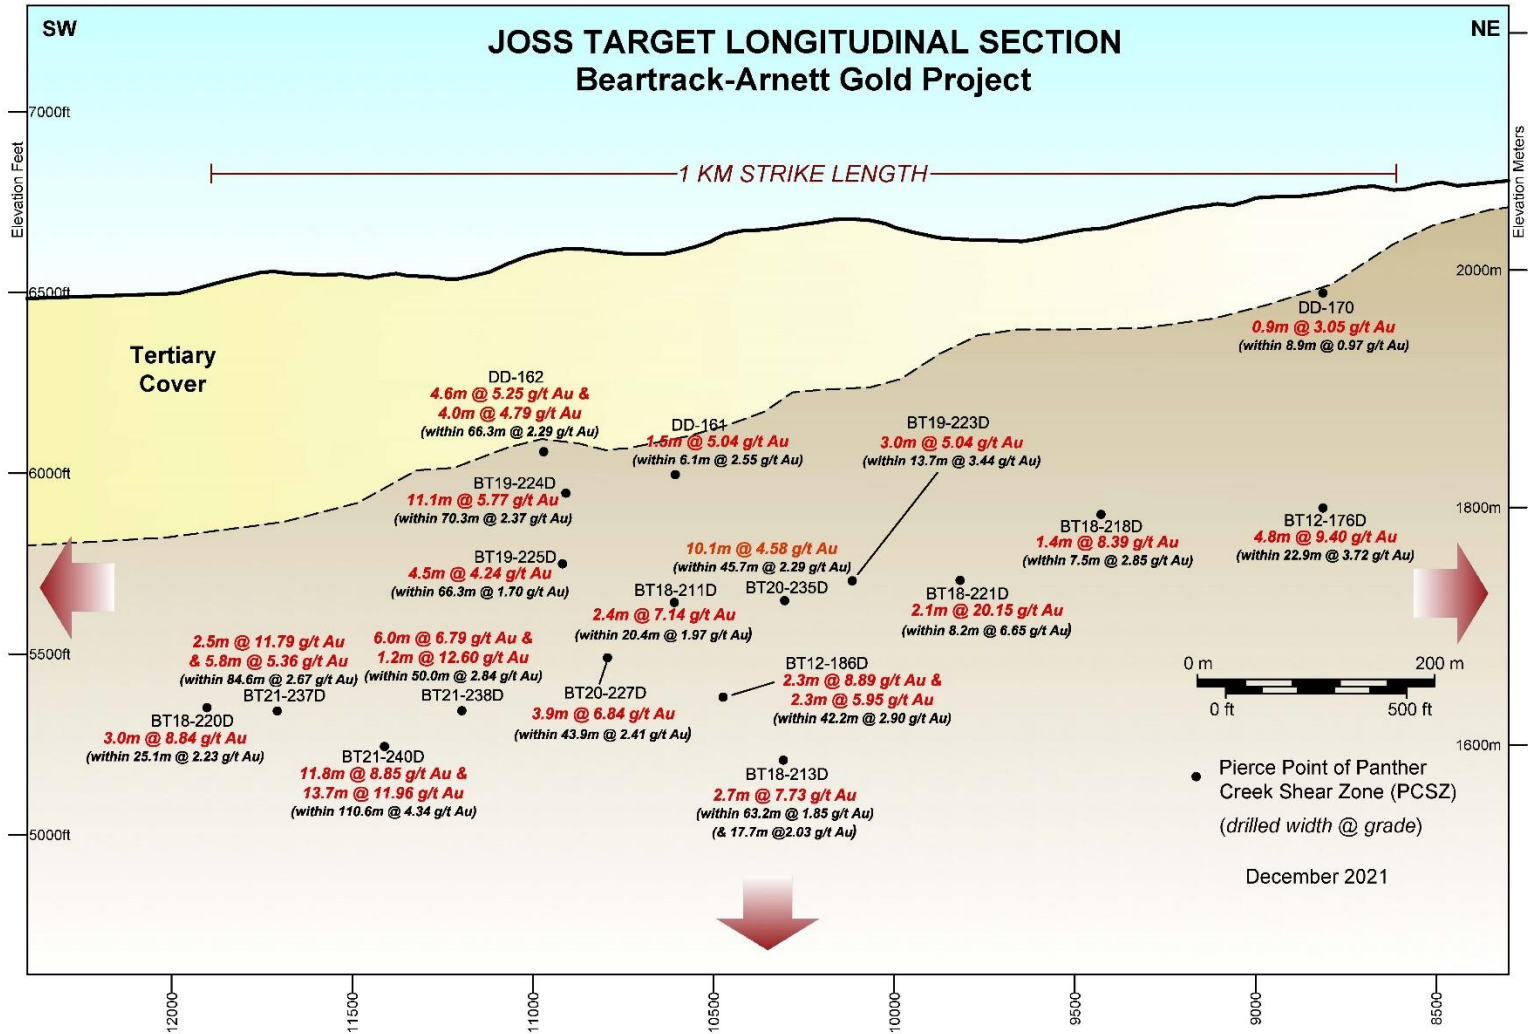 SW
NE
JOSS TARGET LONGITUDINAL SECTION
Beartrack-Arnett Gold Project
7000ft
Elevation Feet
Elevation Meters
1 KM STRIKE LENGTH
6500ft
2000m
Tertiary
Cover
DD-170
0.9m @ 3.05 g/t Au
(within 8.9m @ 0.97 g/t Au)
DD-162
4.6m @ 5.25 g/t Au &
4.0m @ 4.79 g/t Au
(within 66.3m @ 2.29 g/t Au)
DD-161
1.5m @ 5.04 g/t Au
(within 6.1m @ 2.55 g/t Au)
BT19-223D
3.0m @ 5.04 g/t Au
(within 13.7m @ 3.44 g/t Au)
6000ft
1800m
BT19-224D
11.1m @ 5.77 g/t Au
(within 70.3m @ 2.37 g/t Au)
BT18-218D
1.4m @ 8.39 g/t Au
(within 7.5m @ 2.85 g/t Au)
BT12-176D
4.8m @ 9.40 g/t Au
(within 22.9m @ 3.72 g/t Au)
BT19-225D
4.5m @ 4.24 g/t Au
(within 66.3m @ 1.70 g/t Au)
10.1m @ 4.58 g/t Au
(within 45.7m @ 2.29 g/t Au)
BT20-235D
BT18-211D
2.4m @ 7.14 g/t Au
(within 20.4m @ 1.97 g/t Au)
BT18-221D
2.1m @ 20.15 g/t Au
(within 8.2m @ 6.65 g/t Au)
5500ft
2.5m @ 11.79 g/t Au
& 5.8m @ 5.36 g/t Au
(within 84.6m @ 2.67 g/t Au)
BT21-237D
6.0m @ 6.79 g/t Au &
1.2m @ 12.60 g/t Au
(within 50.0m @ 2.84 g/t Au)
BT21-238D
BT20-227D
3.9m @ 6.84 g/t Au
(within 43.9m @ 2.41 g/t Au)
BT12-186D
2.3m @ 8.89 g/t Au &
2.3m @ 5.95 g/t Au
(within 42.2m @ 2.90 g/t Au)
0 m
200 m
0 ft
500 ft
BT18-220D
3.0m @ 8.84 g/t Au
(within 25.1m @ 2.23 g/t Au)
BT21-240D
11.8m @ 8.85 g/t Au &
13.7m @ 11.96 g/t Au
(within 110.6m @ 4.34 g/t Au)
BT18-213D
2.7m @ 7.73 g/t Au
(within 63.2m @ 1.85 g/t Au)
(& 17.7m @2.03 g/t Au)
1600m
Pierce Point of Panther
Creek Shear Zone (PCSZ)
(drilled width @ grade)
5000ft
December 2021
12000
11500
11000
10500
10000
9500
9000
8500